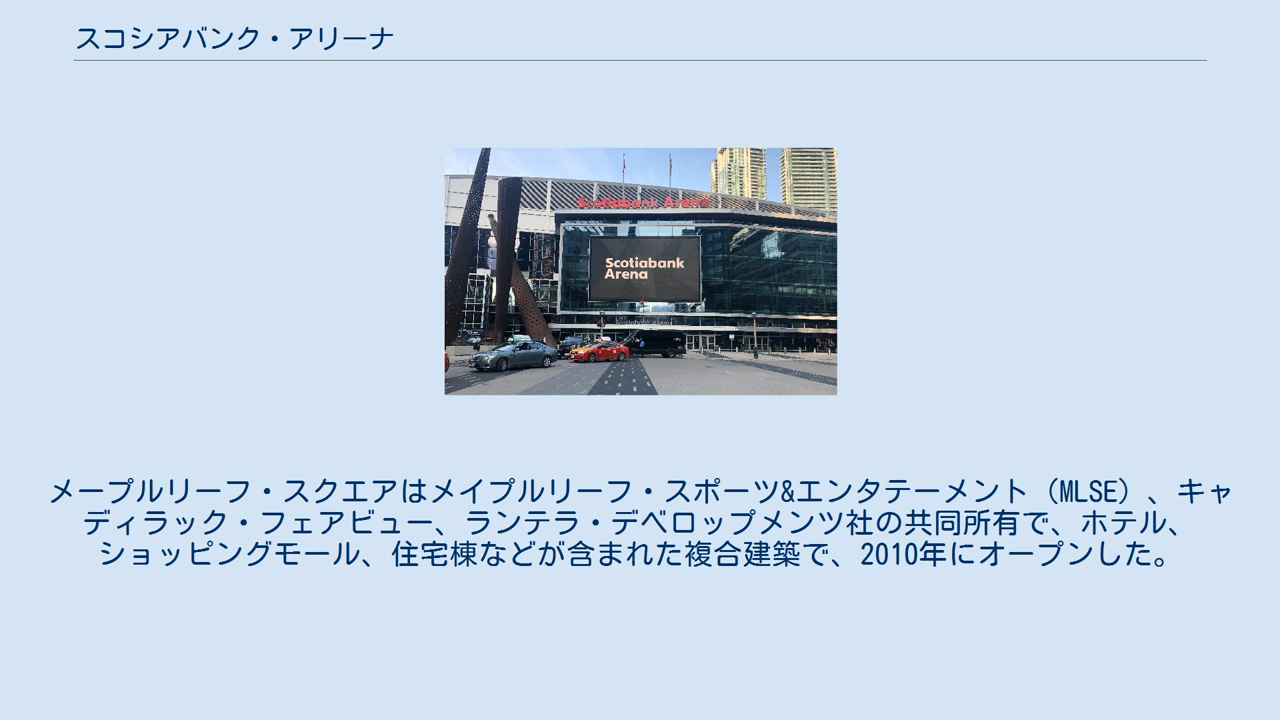 スコシアバンク・アリーナ
Scotiabank Arena
Scotiabank
Arena
メープルリーフ・スクエアはメイプルリーフ・スポーツ&エンタテーメント（MLSE）、キャ
ディラック・フェアビュー、ランテラ・デベロップメンツ社の共同所有で、ホテル、
ショッピングモール、住宅棟などが含まれた複合建築で、2010年にオープンした。